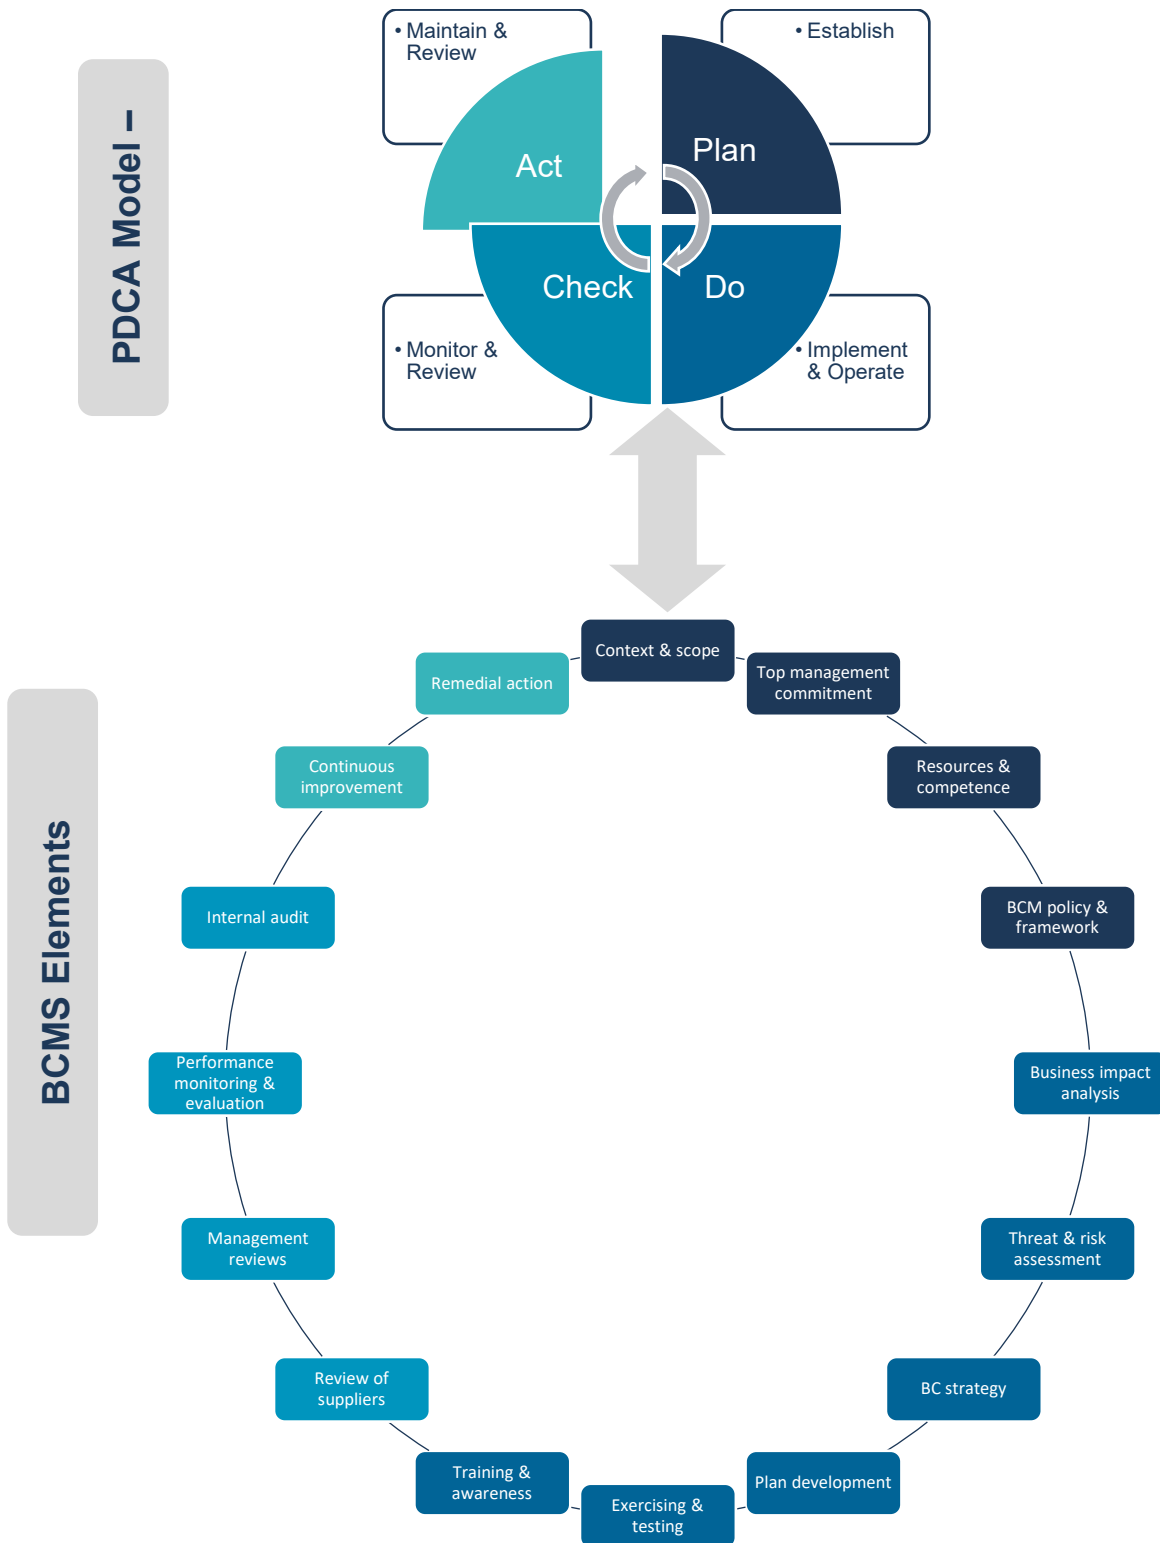 PDCA Model –
• Maintain &
Review
• Establish
Act
Plan
Check
Do
• Monitor &
Review
• Implement
& Operate
BCMS Elements
Context & scope
Top management
commitment
Resources &
competence
BCM policy &
framework
Business impact
analysis
Threat & risk
assessment
BC strategy
Plan development
Exercising &
testing
Training &
awareness
Review of
suppliers
Management
reviews
Performance
monitoring &
evaluation
Internal audit
Continuous
improvement
Remedial action